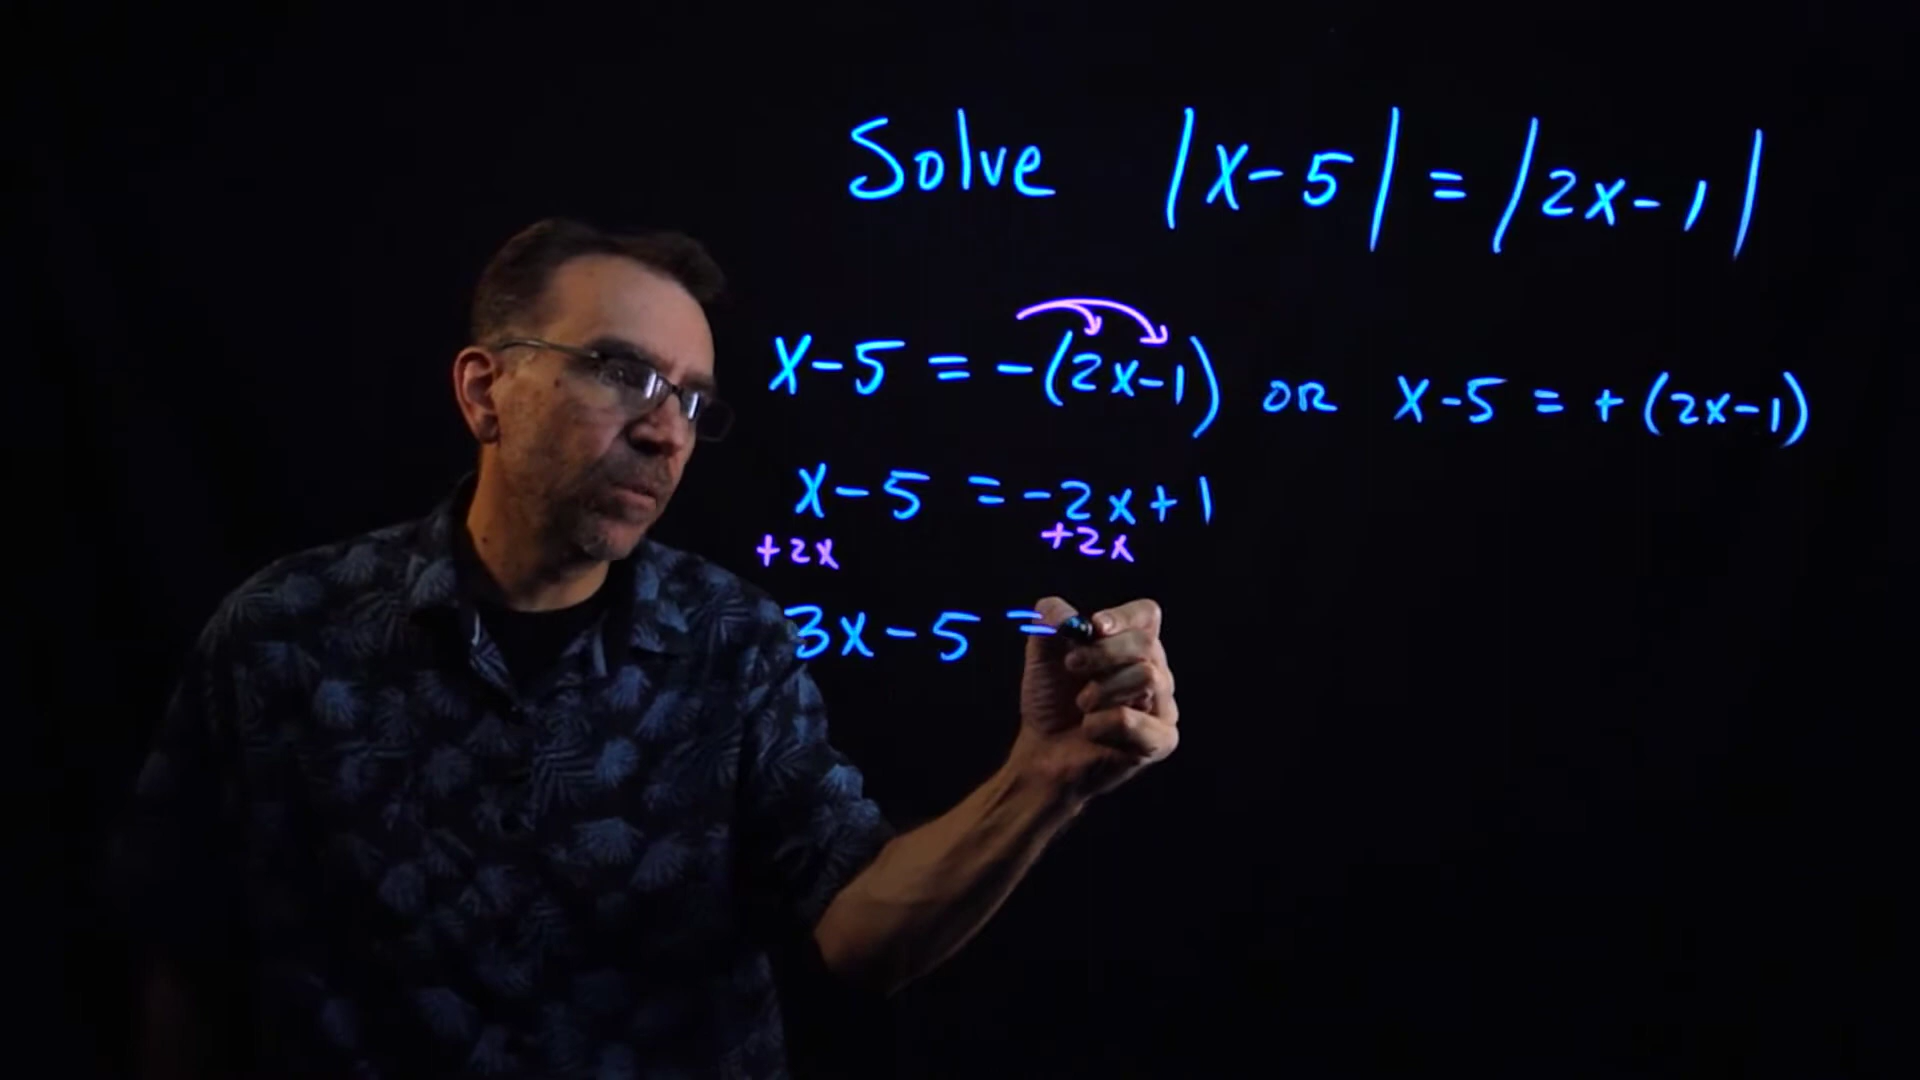 Solve |x-5| = |2x-1|
x-5 = -(2x-1) OR x-5 = +(2x-1)
x-5 = -2x+1
+2x +2x
3x-5 =